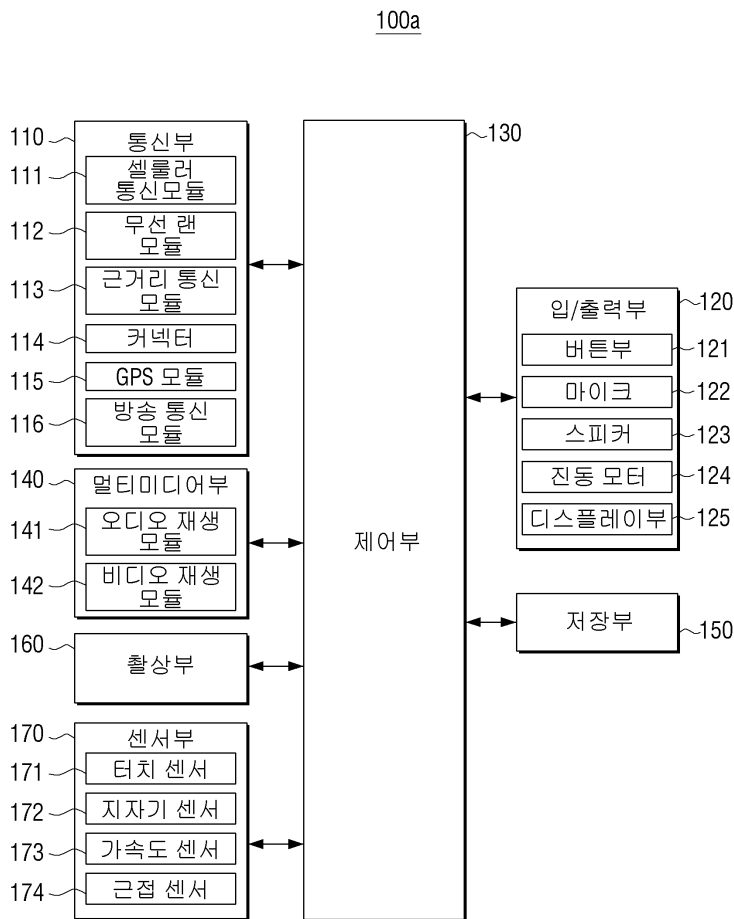 100a
110
통신부
111
셀룰러
통신모듈
112
무선 랜
모듈
113
근거리 통신
모듈
114
커넥터
115
GPS 모듈
116
방송 통신
모듈
140
멀티미디어부
141
오디오 재생
모듈
142
비디오 재생
모듈
160
촬상부
170
센서부
171
터치 센서
172
지자기 센서
173
가속도 센서
174
근접 센서
130
제어부
120
입/출력부
버튼부
121
마이크
122
스피커
123
진동 모터
124
디스플레이부
125
저장부
150